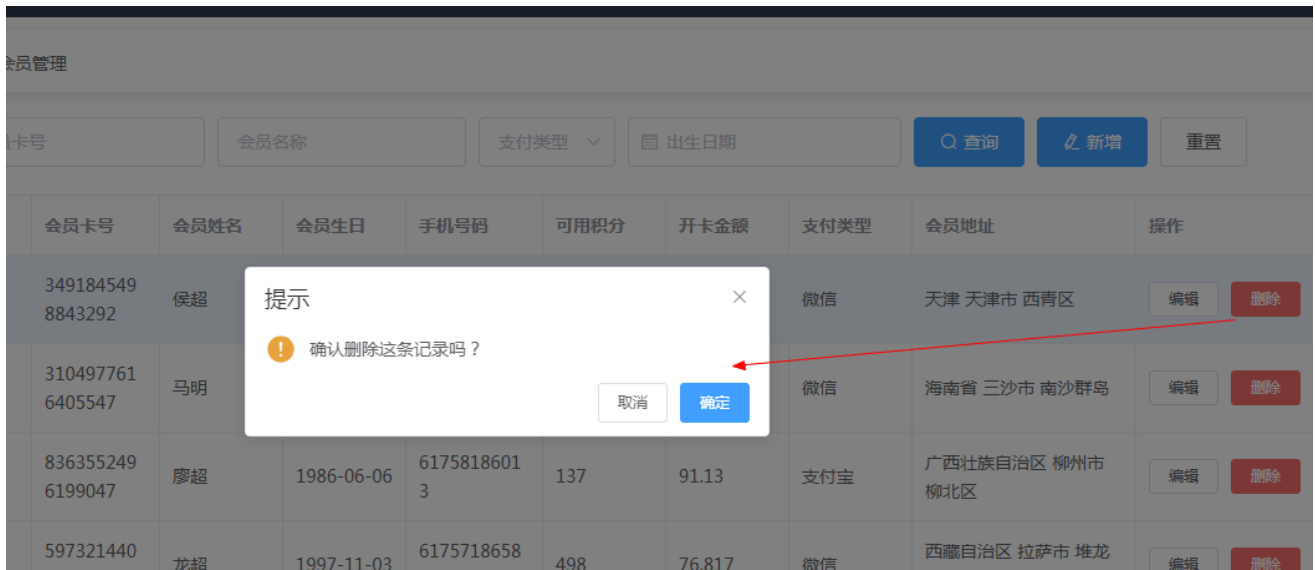 会员管理
卡号
会员名称
支付类型
出生日期
查询
新增
重置
会员卡号 会员姓名 会员生日 手机号码 可用积分 开卡金额 支付类型 会员地址 操作
349184549
8843292
侯超
微信
天津 天津市 西青区
编辑
删除
提示
确认删除这条记录吗？
取消
确定
310497761
6405547
马明
微信
海南省 三沙市 南沙群岛
编辑
删除
836355249
6199047
廖超
1986-06-06
6175818601
3
137
91.13
支付宝
广西壮族自治区 柳州市
柳北区
编辑
删除
597321440
龙超
1997-11-03
6175718658
498
76.817
微信
西藏自治区 拉萨市 堆龙
编辑
删除